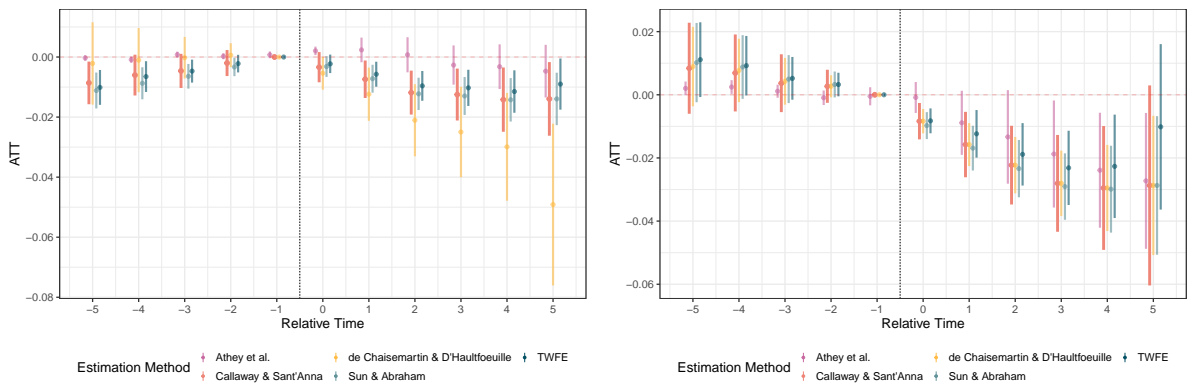 0.00
−0.02
−0.04
−0.06
−0.08
ATT
−5 −4 −3 −2 −1 0 1 2 3 4 5
Relative Time
Estimation Method
Athey et al. de Chaisemartin & D'Haultfoeuille TWFE
Callaway & Sant'Anna Sun & Abraham
0.02
0.00
−0.02
−0.04
−0.06
ATT
−5 −4 −3 −2 −1 0 1 2 3 4 5
Relative Time
Estimation Method
Athey et al. de Chaisemartin & D'Haultfoeuille TWFE
Callaway & Sant'Anna Sun & Abraham